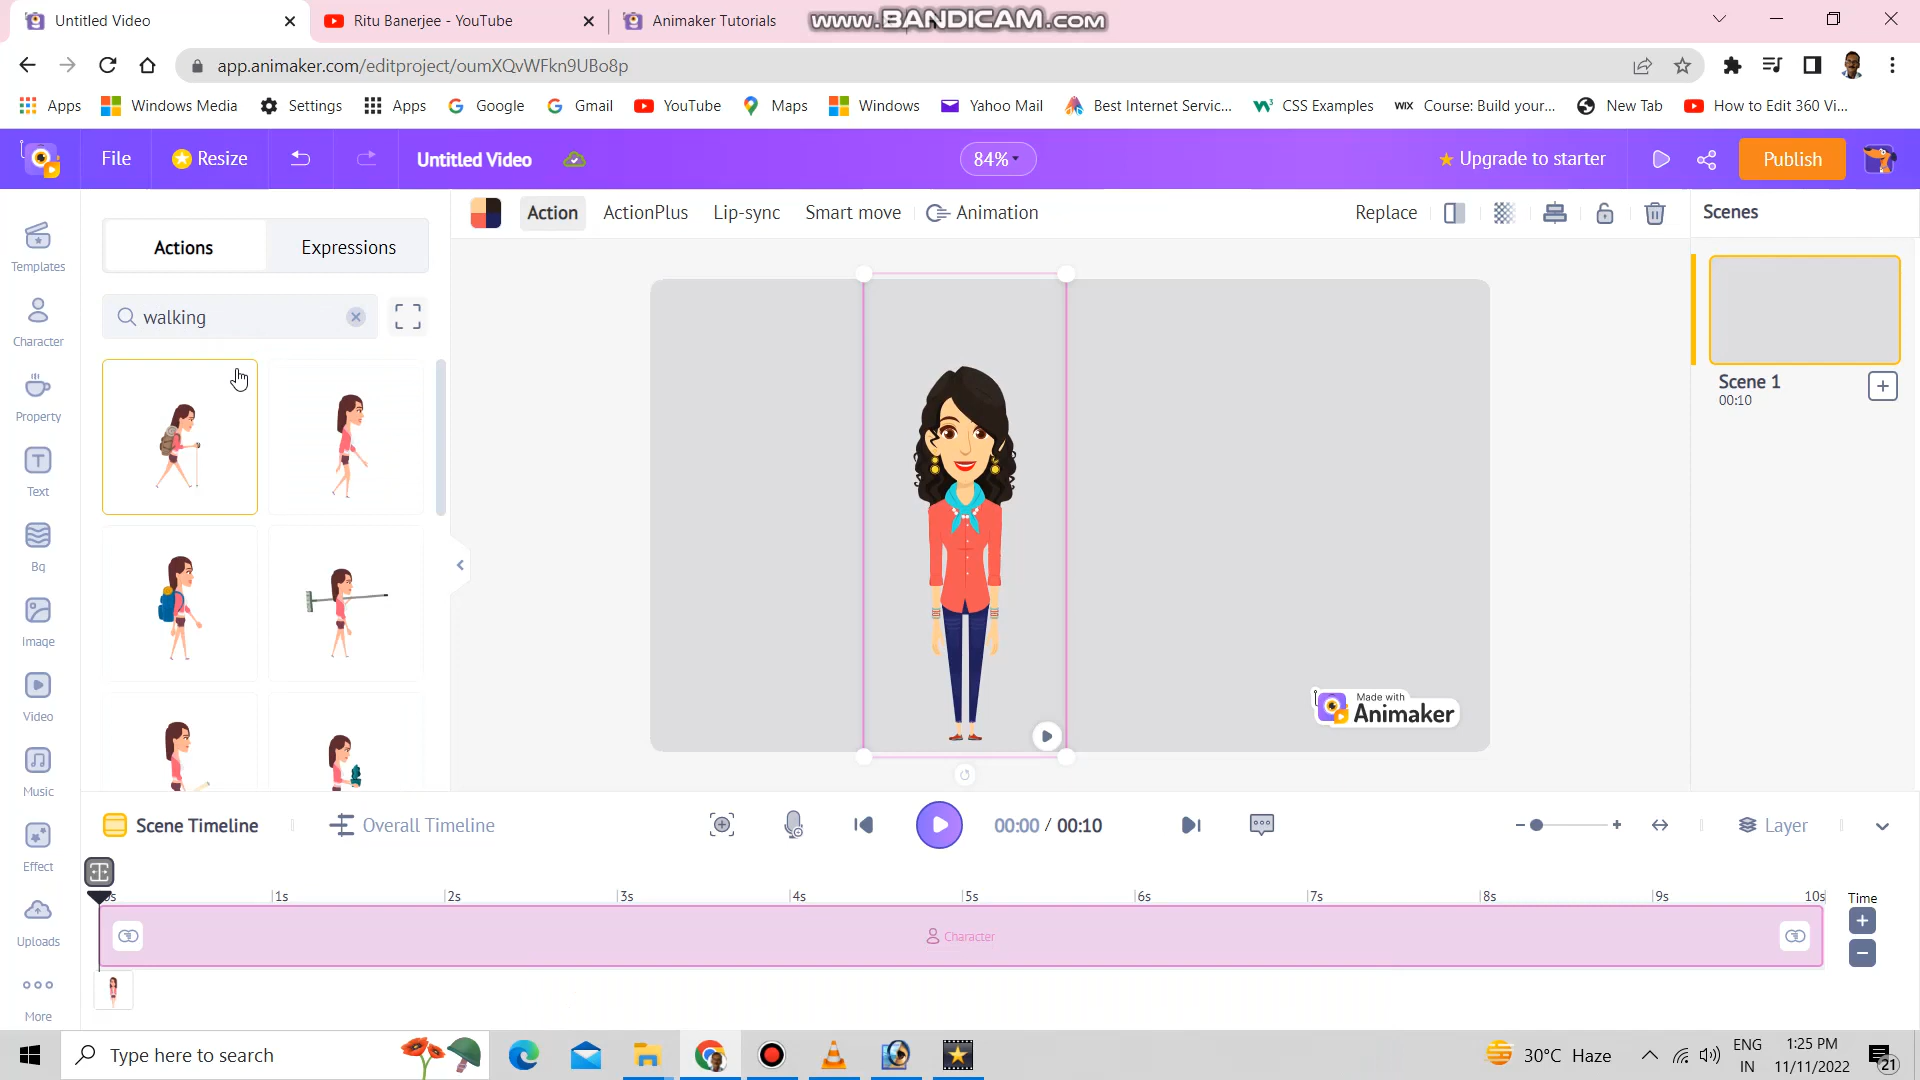 Untitled Video
Ritu Banerjee - YouTube
Animaker Tutorials
www.BANDICAM.com
app.animaker.com/editproject/oumXQvWFkn9UBo8p
Apps
Windows Media
Settings
Apps
Google
Gmail
YouTube
Maps
Windows
Yahoo Mail
Best Internet Servic...
CSS Examples
WIX
Course: Build your...
New Tab
How to Edit 360 Vi...
File
Resize
Untitled Video
84%
Upgrade to starter
Publish
Templates
Character
Property
Text
Bg
Image
Video
Music
Effect
Uploads
More
Actions
Expressions
walking
Action
ActionPlus
Lip-sync
Smart move
Animation
Replace
Scenes
Scene 1
00:10
Made with
Animaker
Scene Timeline
Overall Timeline
00:00 / 00:10
Layer
0s
1s
2s
3s
4s
5s
6s
7s
8s
9s
10s
Time
Character
Type here to search
30°C Haze
ENG
IN
1:25 PM
11/11/2022
21